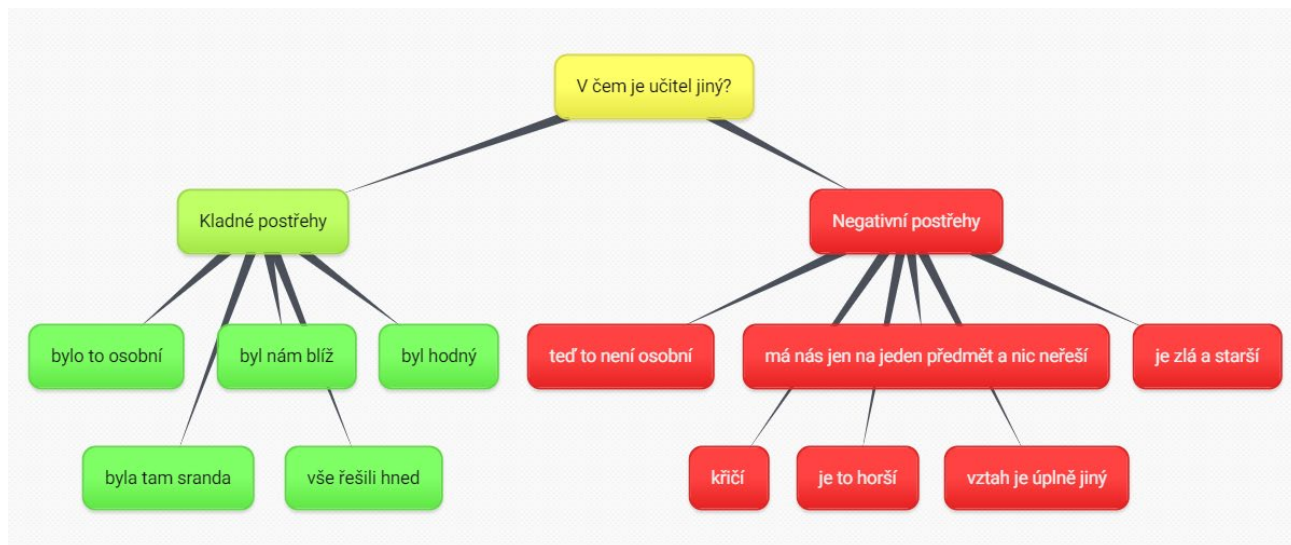 V čem je učitel jiný?
Kladné postřehy
Negativní postřehy
bylo to osobní
byl nám blíž
byl hodný
teď to není osobní
má nás jen na jeden předmět a nic neřeší
je zlá a starší
byla tam sranda
vše řešili hned
křičí
je to horší
vztah je úplně jiný